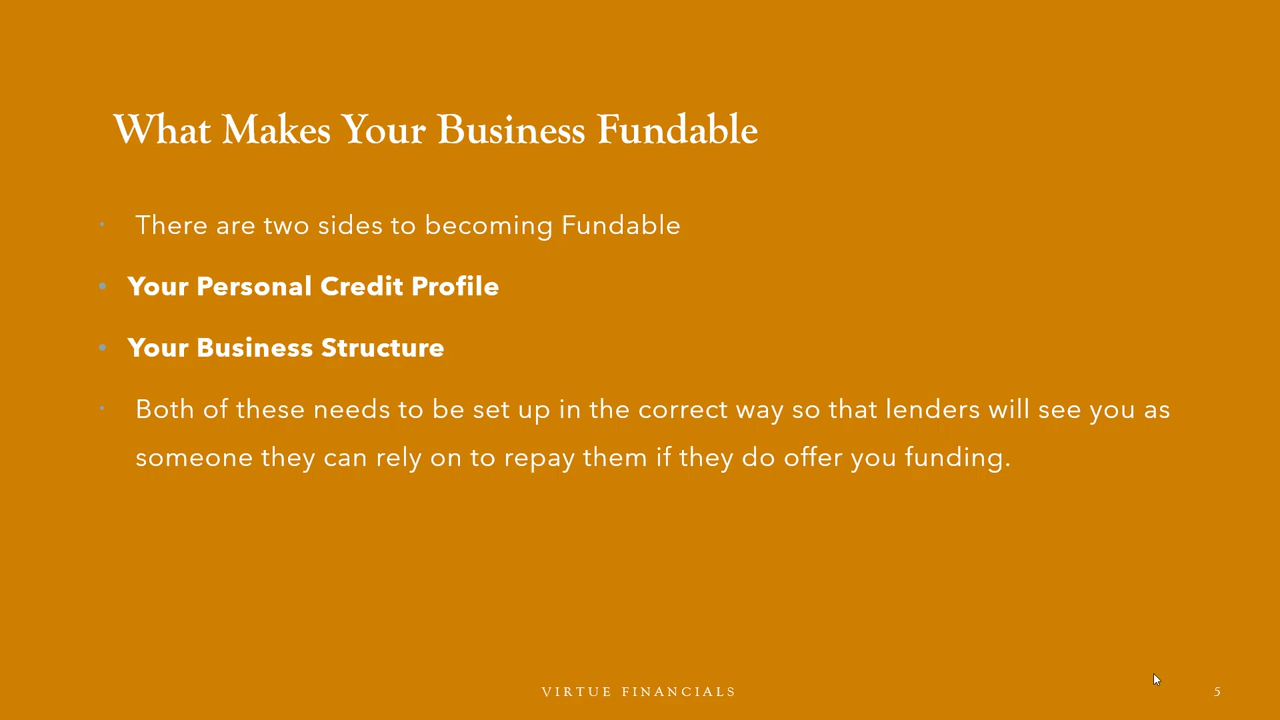 What Makes Your Business Fundable
· There are two sides to becoming Fundable
• Your Personal Credit Profile
• Your Business Structure
· Both of these needs to be set up in the correct way so that lenders will see you as
someone they can rely on to repay them if they do offer you funding.
VIRTUE FINANCIALS
5